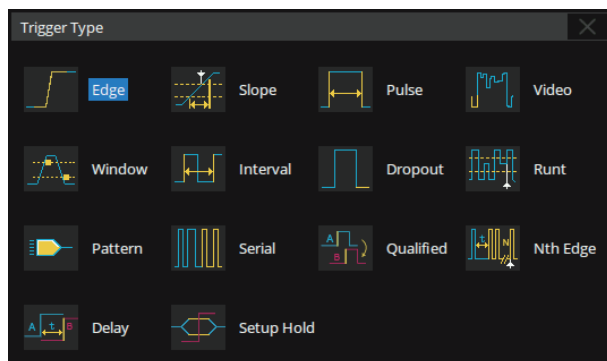 Trigger Type
Edge Slope Pulse Video
Window Interval Dropout Runt
Pattern Serial A B Qualified t N Nth Edge
A t B Delay Setup Hold